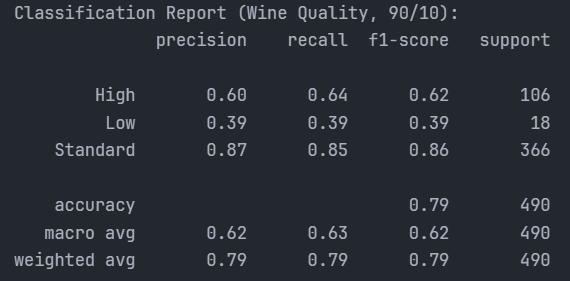 Classification Report (Wine Quality, 90/10):
precision recall f1-score support
High 0.60 0.64 0.62 106
Low 0.39 0.39 0.39 18
Standard 0.87 0.85 0.86 366
accuracy 0.79 490
macro avg 0.62 0.63 0.62 490
weighted avg 0.79 0.79 0.79 490